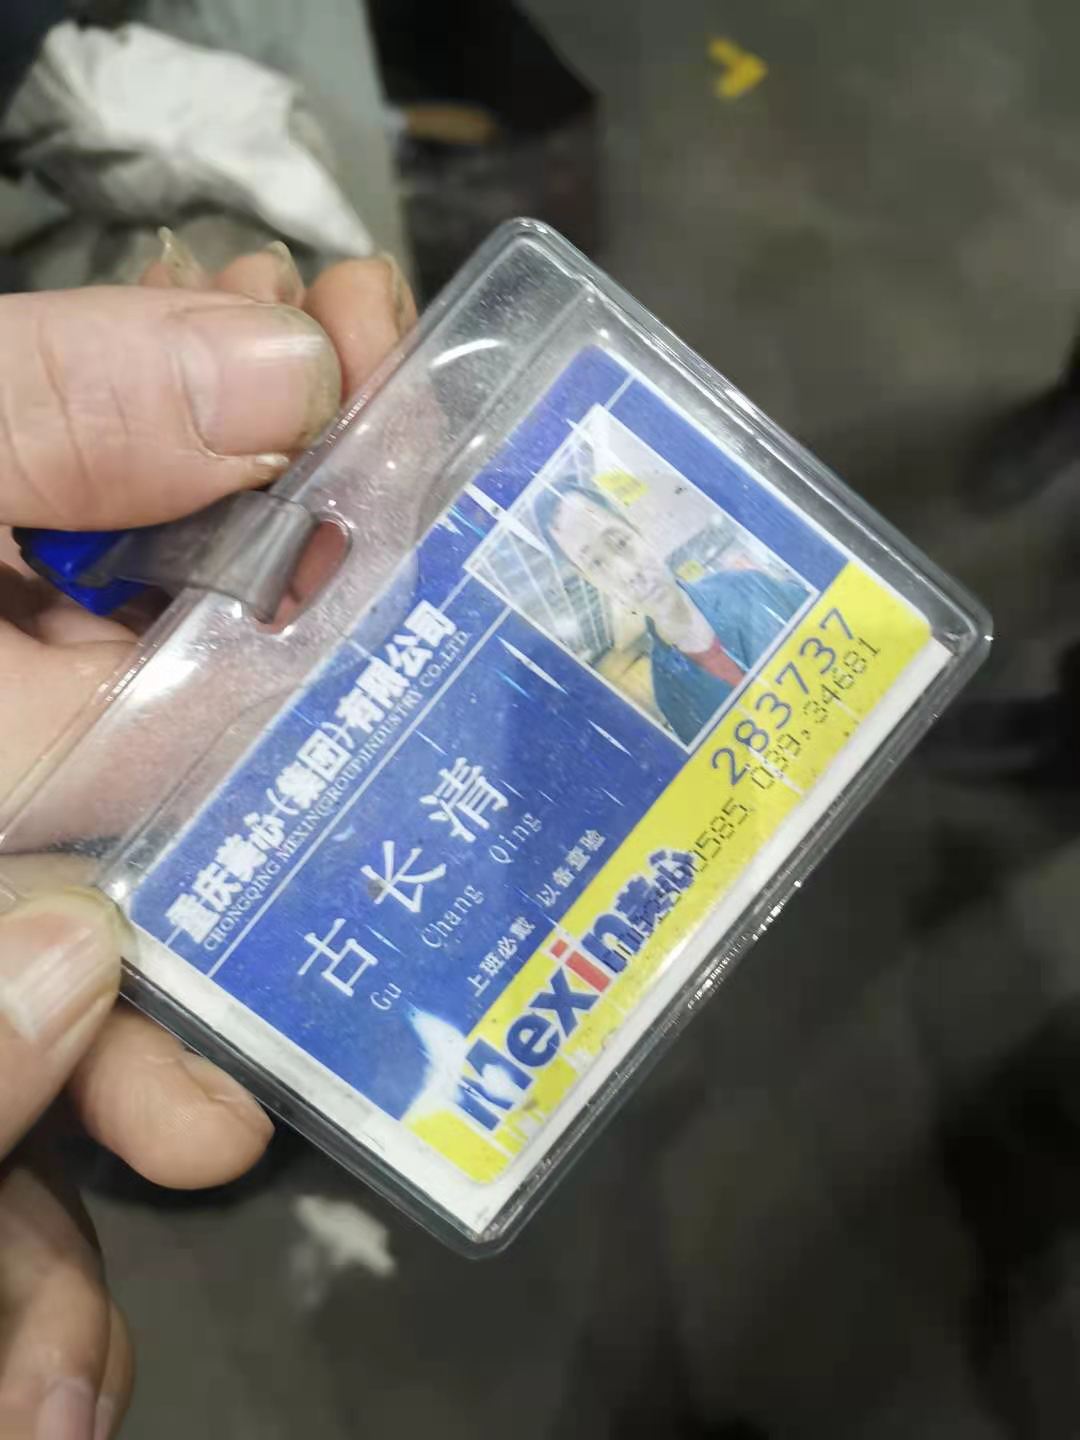 重庆美心(集团)有限公司
CHONGQING MEXIN(GROUP)INDUSTRY CO.,LTD.
古长清
Gu Chang Qing
上班必戴 以备查验
283737
Mexin美心
039,34681